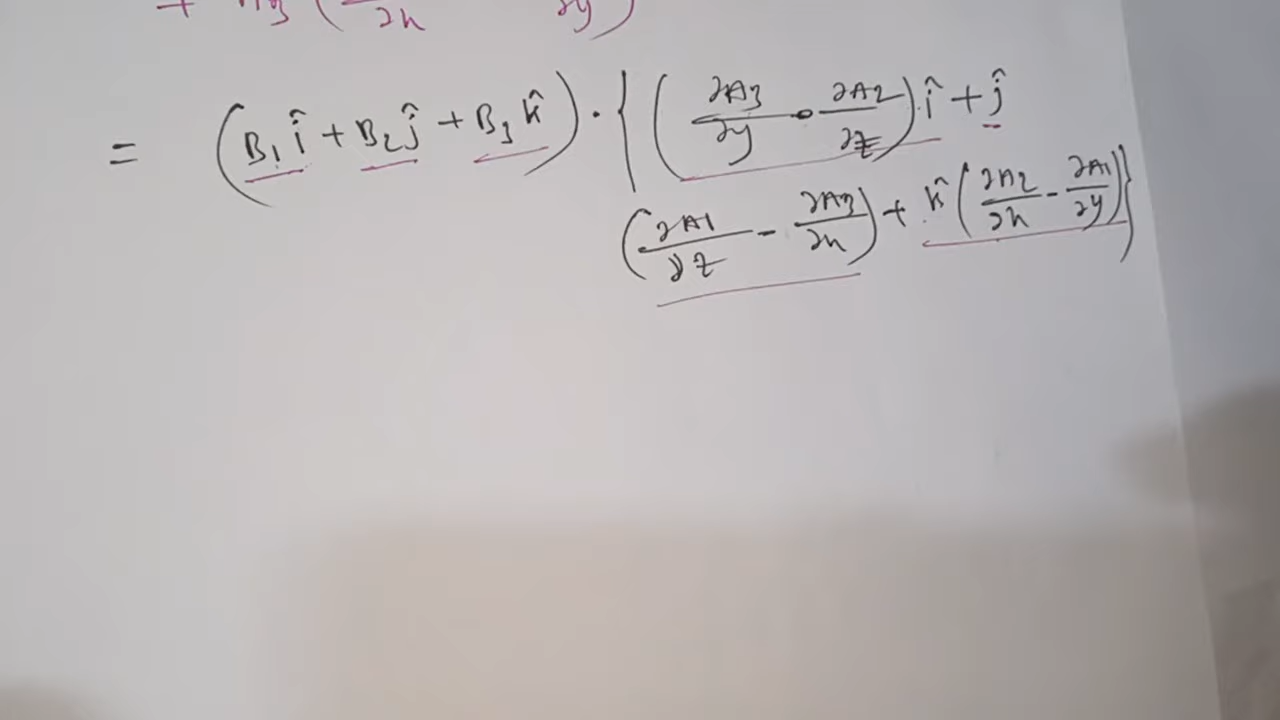 = (B₁ î + B₂ ĵ + B₃ k̂) · { (∂A₃/∂y - ∂A₂/∂z) î + ĵ
(∂A₁/∂z - ∂A₃/∂x) + k̂ (∂A₂/∂x - ∂A₁/∂y) }